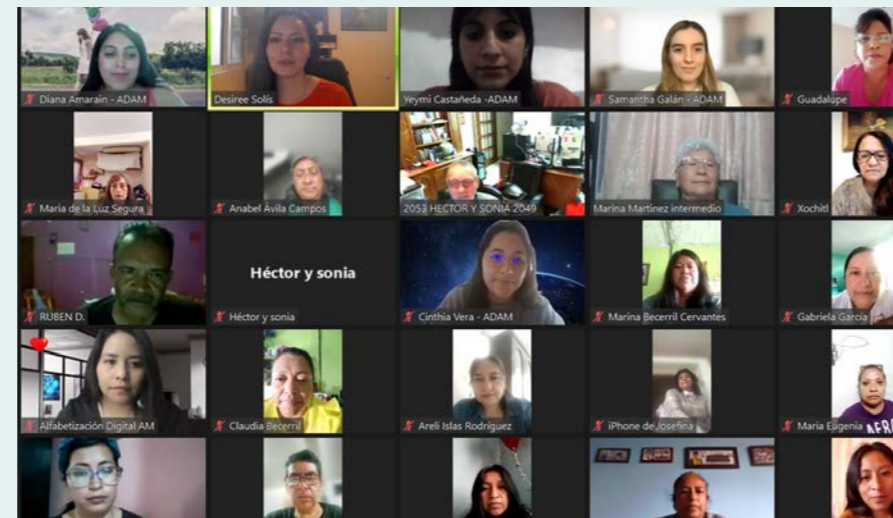 Diana Amarain - ADAM
Desiree Solís
Yeymi Castañeda -ADAM
Samantha Galán - ADAM
Guadalupe
Maria de la Luz Segura
Anabel Ávila Campos
2053 HECTOR Y SONIA 2049
Marina Martinez intermedio
Xochitl
RUBEN D.
Héctor y sonia
Héctor y sonia
Cinthia Vera - ADAM
Marina Becerril Cervantes
Gabriela García
Alfabetización Digital AM
Claudia Becerril
Areli Islas Rodríguez
iPhone de Josefina
Maria Eugenia